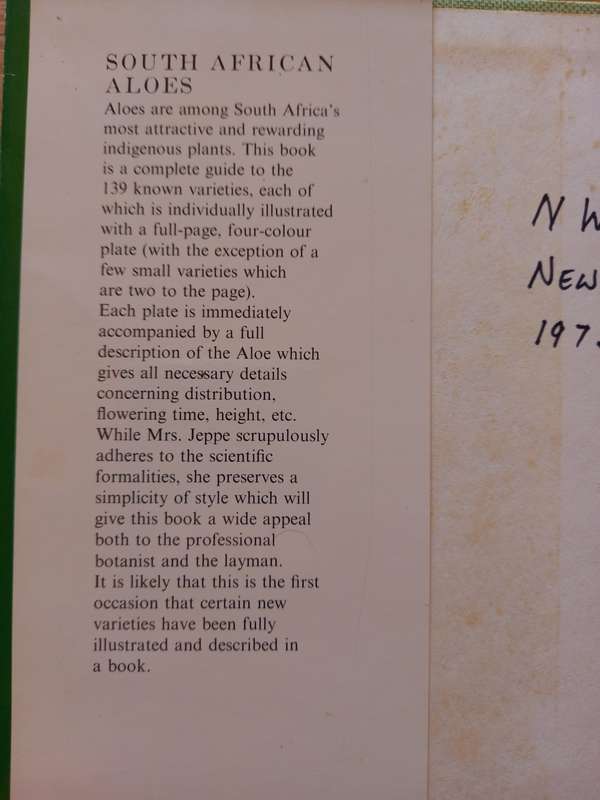 SOUTH AFRICAN
ALOES
Aloes are among South Africa's
most attractive and rewarding
indigenous plants. This book
is a complete guide to the
139 known varieties, each of
which is individually illustrated
with a full-page, four-colour
plate (with the exception of a
few small varieties which
are two to the page).
Each plate is immediately
accompanied by a full
description of the Aloe which
gives all necessary details
concerning distribution,
flowering time, height, etc.
While Mrs. Jeppe scrupulously
adheres to the scientific
formalities, she preserves a
simplicity of style which will
give this book a wide appeal
both to the professional
botanist and the layman.
It is likely that this is the first
occasion that certain new
varieties have been fully
illustrated and described in
a book.
N
NEW
197